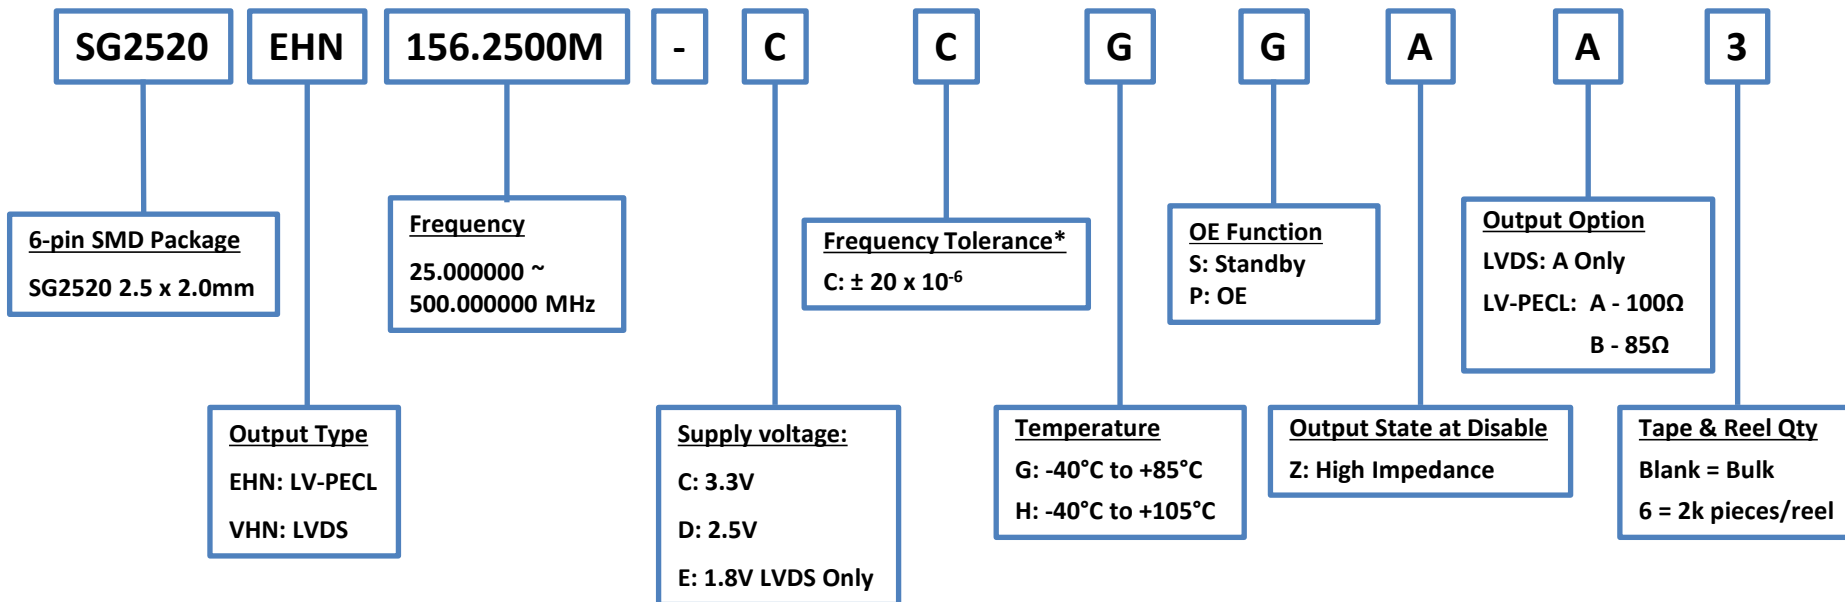 SG2520 EHN 156.2500M - C C G G A A 3
6-pin SMD Package
SG2520 2.5 x 2.0mm
Output Type
EHN: LV-PECL
VHN: LVDS
Frequency
25.000000 ~
500.000000 MHz
Supply voltage:
C: 3.3V
D: 2.5V
E: 1.8V LVDS Only
Frequency Tolerance*
C: ± 20 x 10⁻⁶
Temperature
G: -40°C to +85°C
H: -40°C to +105°C
OE Function
S: Standby
P: OE
Output State at Disable
Z: High Impedance
Output Option
LVDS: A Only
LV-PECL: A - 100Ω
B - 85Ω
Tape & Reel Qty
Blank = Bulk
6 = 2k pieces/reel